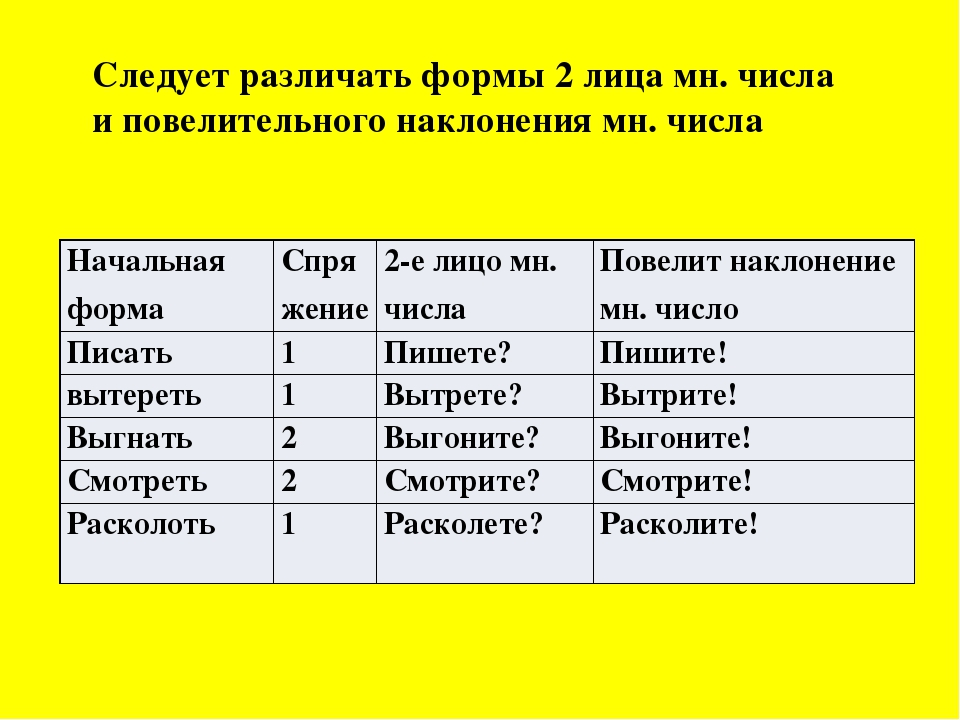 Следует различать формы 2 лица мн. числа
и повелительного наклонения мн. числа
Начальная форма Спря жение 2-е лицо мн. числа Повелит наклонение мн. число
Писать 1 Пишете? Пишите!
вытереть 1 Вытрете? Вытрите!
Выгнать 2 Выгоните? Выгоните!
Смотреть 2 Смотрите? Смотрите!
Расколоть 1 Расколете? Расколите!